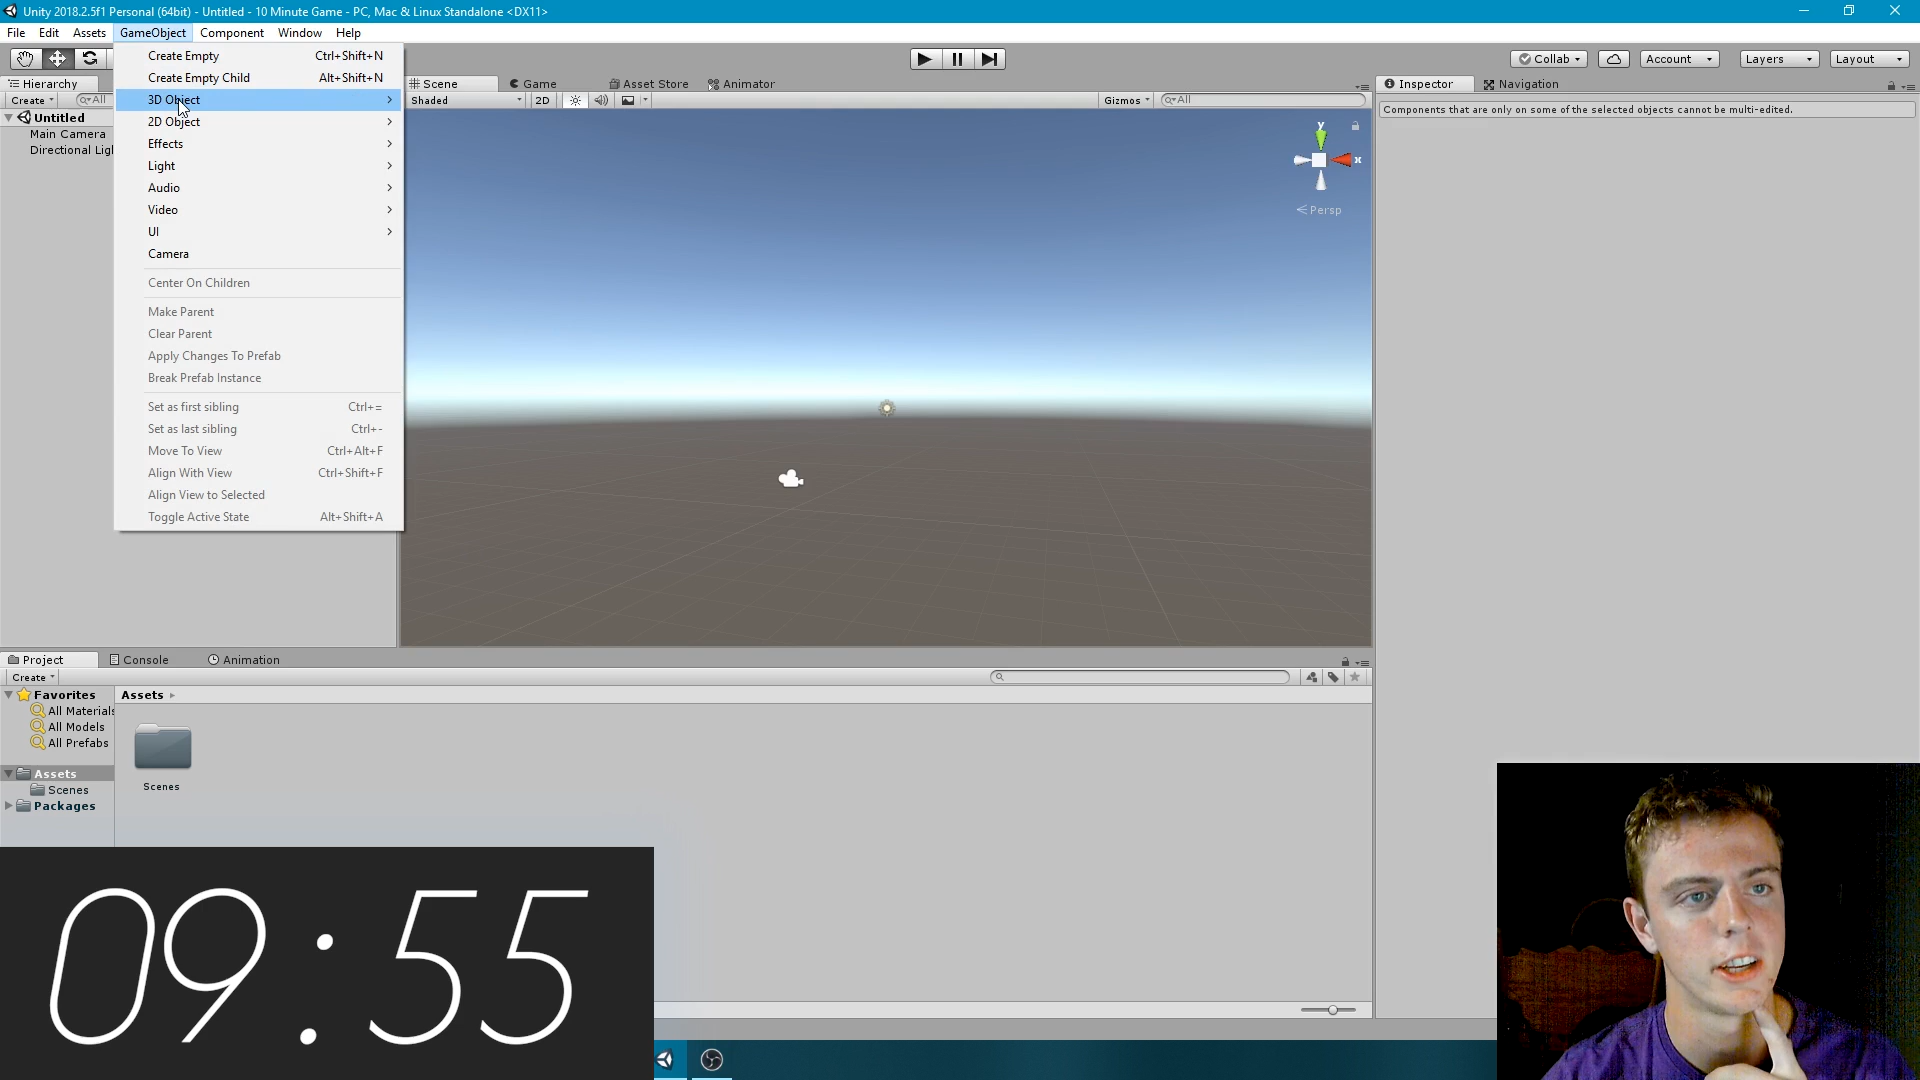 Unity 2018.2.5f1 Personal (64bit) - Untitled - 10 Minute Game - PC, Mac & Linux Standalone <DX11>
File Edit Assets GameObject Component Window Help
Create Empty Ctrl+Shift+N
Create Empty Child Alt+Shift+N
3D Object
2D Object
Effects
Light
Audio
Video
UI
Camera
Center On Children
Make Parent
Clear Parent
Apply Changes To Prefab
Break Prefab Instance
Set as first sibling Ctrl+=
Set as last sibling Ctrl+-
Move To View Ctrl+Alt+F
Align With View Ctrl+Shift+F
Align View to Selected
Toggle Active State Alt+Shift+A
Collab Account Layers Layout
Hierarchy
Create All
Untitled
Main Camera
Directional Ligh
Scene Game Asset Store Animator
Shaded 2D Gizmos All
y
x
Persp
Inspector Navigation
Components that are only on some of the selected objects cannot be multi-edited.
Project Console Animation
Create
Favorites
All Materials
All Models
All Prefabs
Assets
Scenes
Packages
Assets
Scenes
09:55